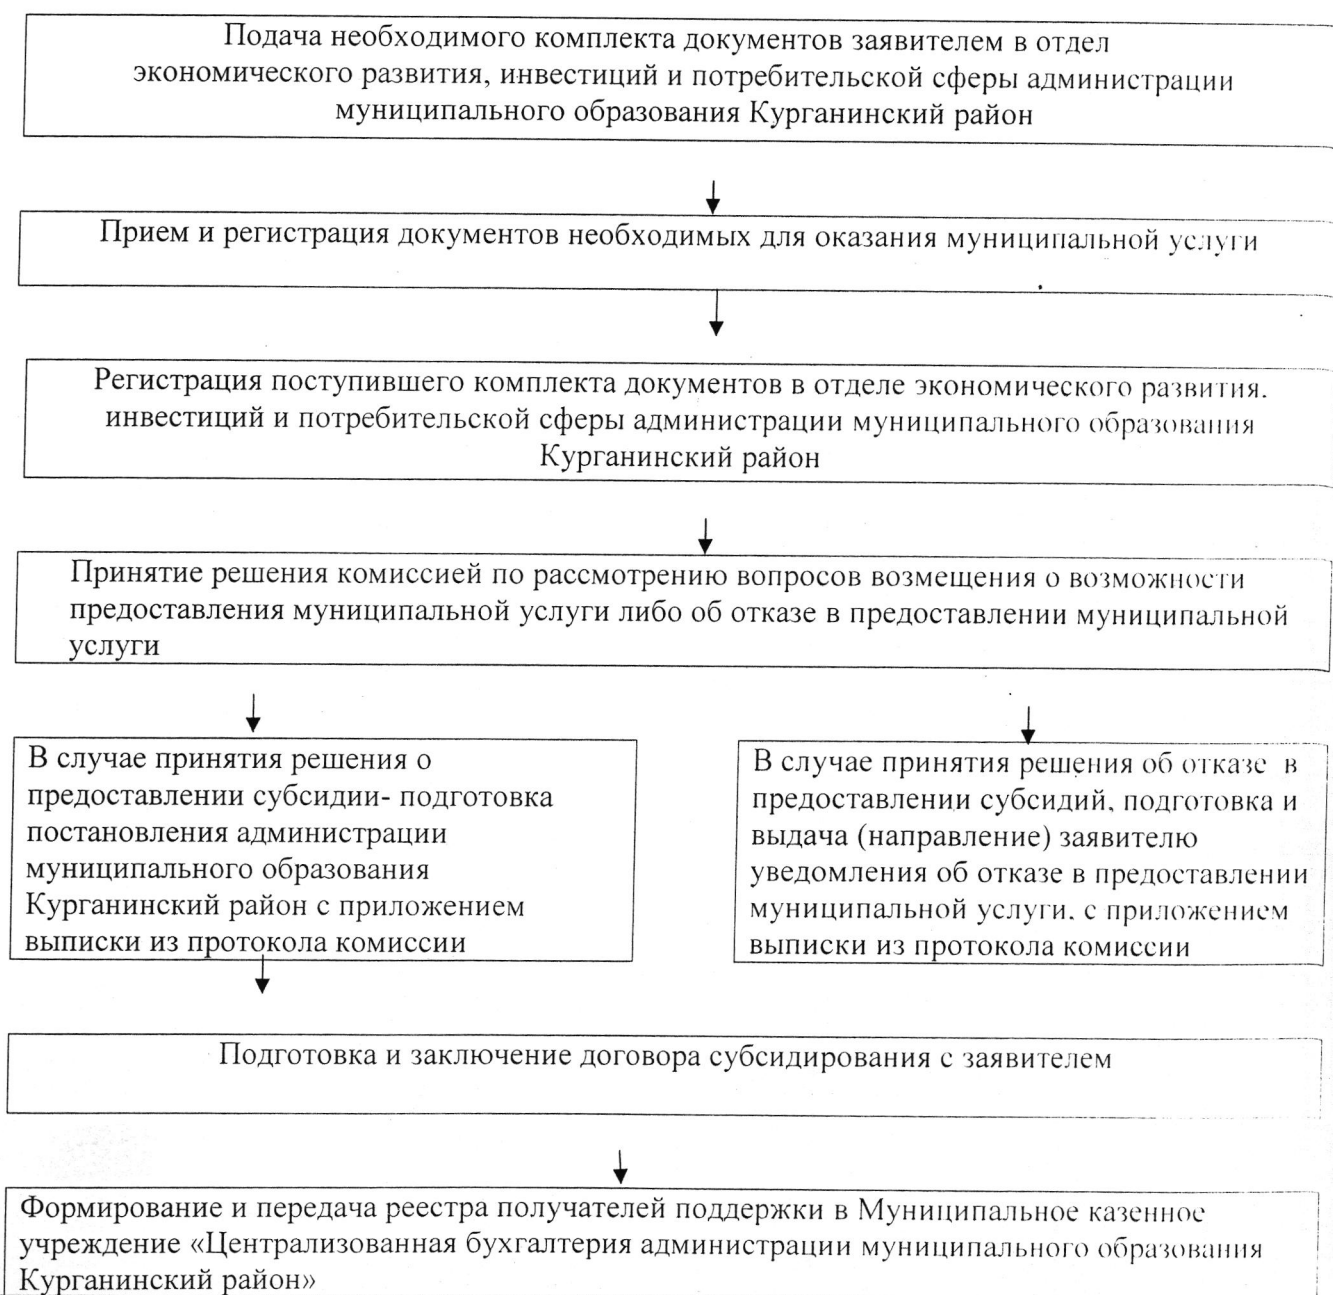 Подача необходимого комплекта документов заявителем в отдел
экономического развития, инвестиций и потребительской сферы администрации
муниципального образования Курганинский район
Прием и регистрация документов необходимых для оказания муниципальной услуги
Регистрация поступившего комплекта документов в отделе экономического развития.
инвестиций и потребительской сферы администрации муниципального образования
Курганинский район
Принятие решения комиссией по рассмотрению вопросов возмещения о возможности
предоставления муниципальной услуги либо об отказе в предоставлении муниципальной
услуги
В случае принятия решения о
предоставлении субсидии- подготовка
постановления администрации
муниципального образования
Курганинский район с приложением
выписки из протокола комиссии
В случае принятия решения об отказе в
предоставлении субсидий, подготовка и
выдача (направление) заявителю
уведомления об отказе в предоставлении
муниципальной услуги. с приложением
выписки из протокола комиссии
Подготовка и заключение договора субсидирования с заявителем
Формирование и передача реестра получателей поддержки в Муниципальное казенное
учреждение «Централизованная бухгалтерия администрации муниципального образования
Курганинский район»